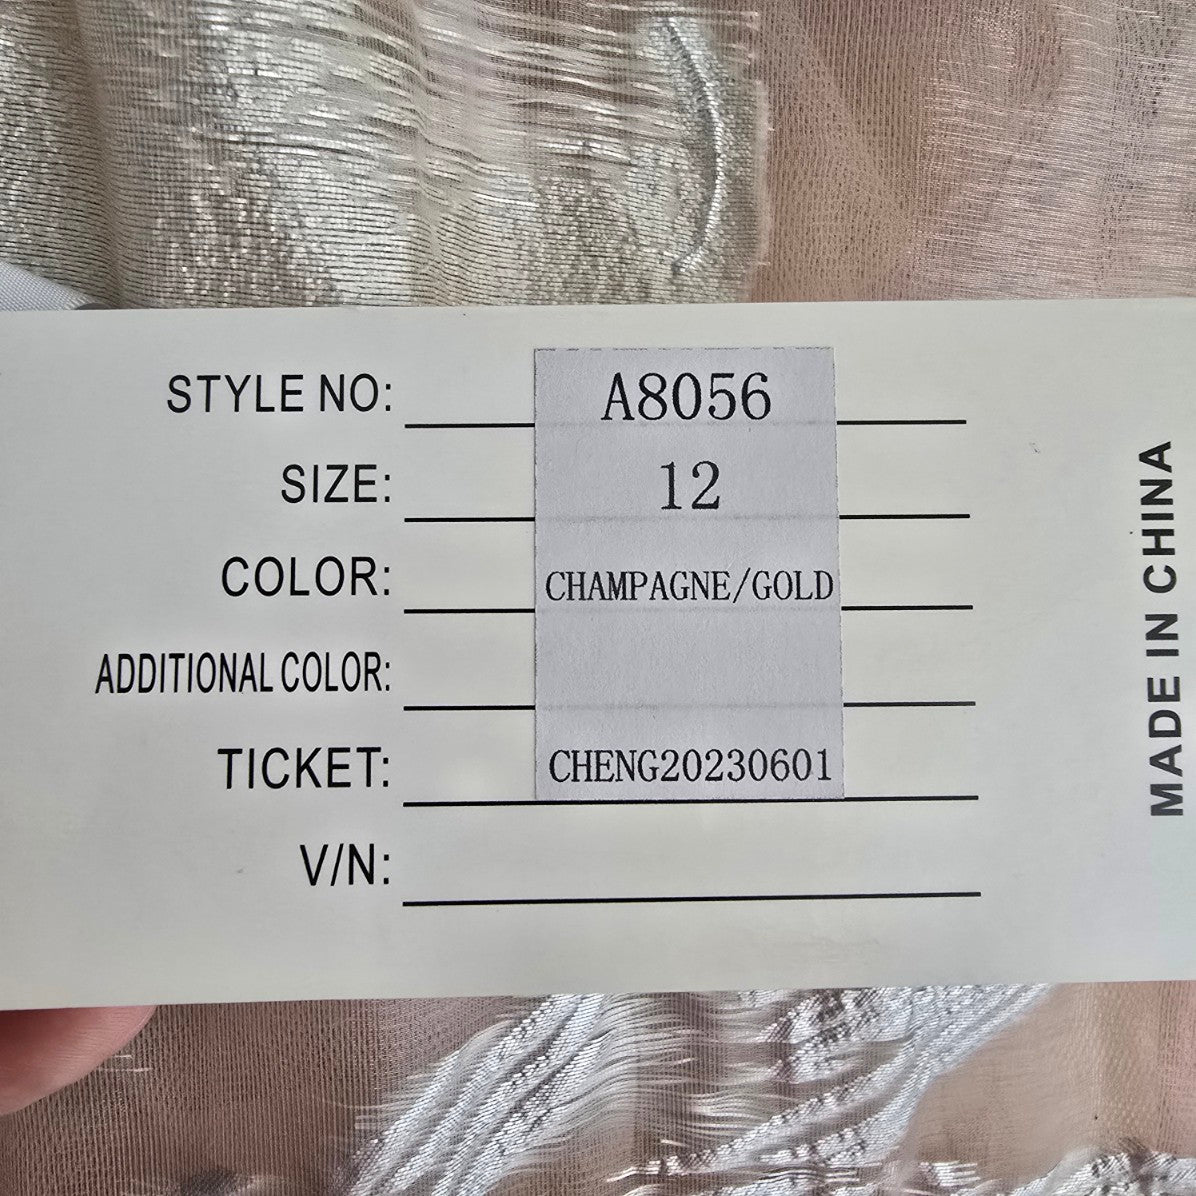 STYLE NO: A8056
SIZE: 12
COLOR: CHAMPAGNE/GOLD
ADDITIONAL COLOR:
TICKET: CHENG20230601
V/N:
MADE IN CHINA